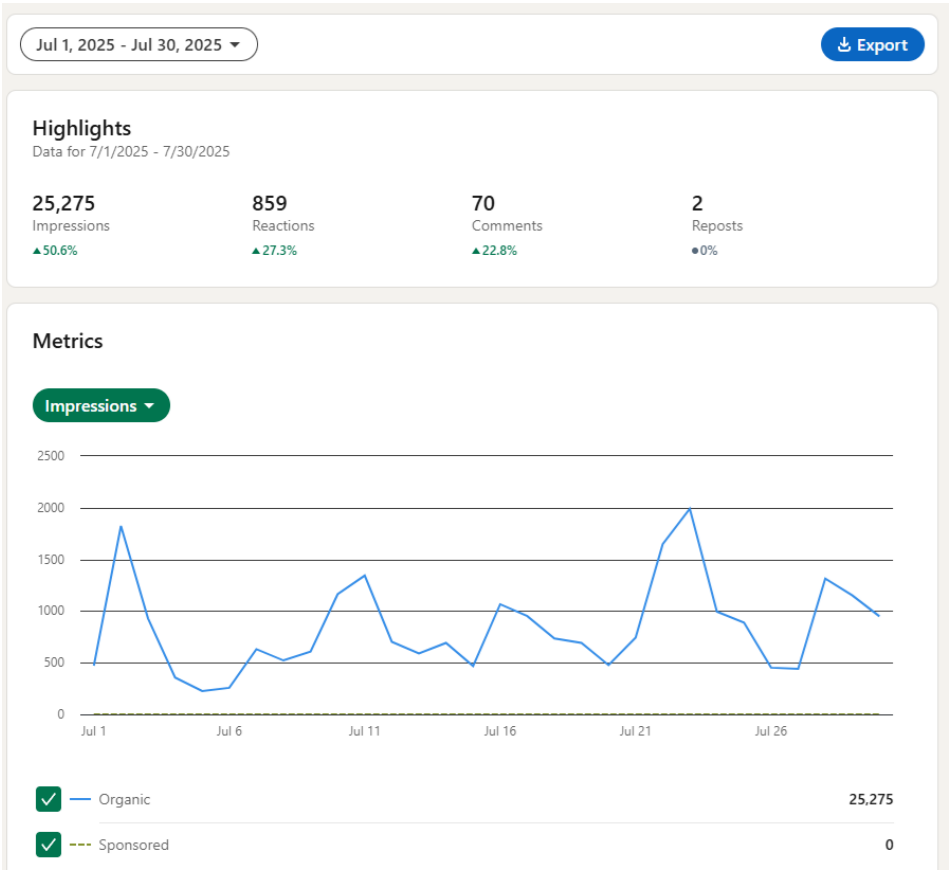 Jul 1, 2025 - Jul 30, 2025
Export
Highlights
Data for 7/1/2025 - 7/30/2025
25,275 859 70 2
Impressions Reactions Comments Reposts
▲50.6% ▲27.3% ▲22.8% ●0%
Metrics
Impressions
2500
2000
1500
1000
500
0
Jul 1 Jul 6 Jul 11 Jul 16 Jul 21 Jul 26
Organic 25,275
Sponsored 0